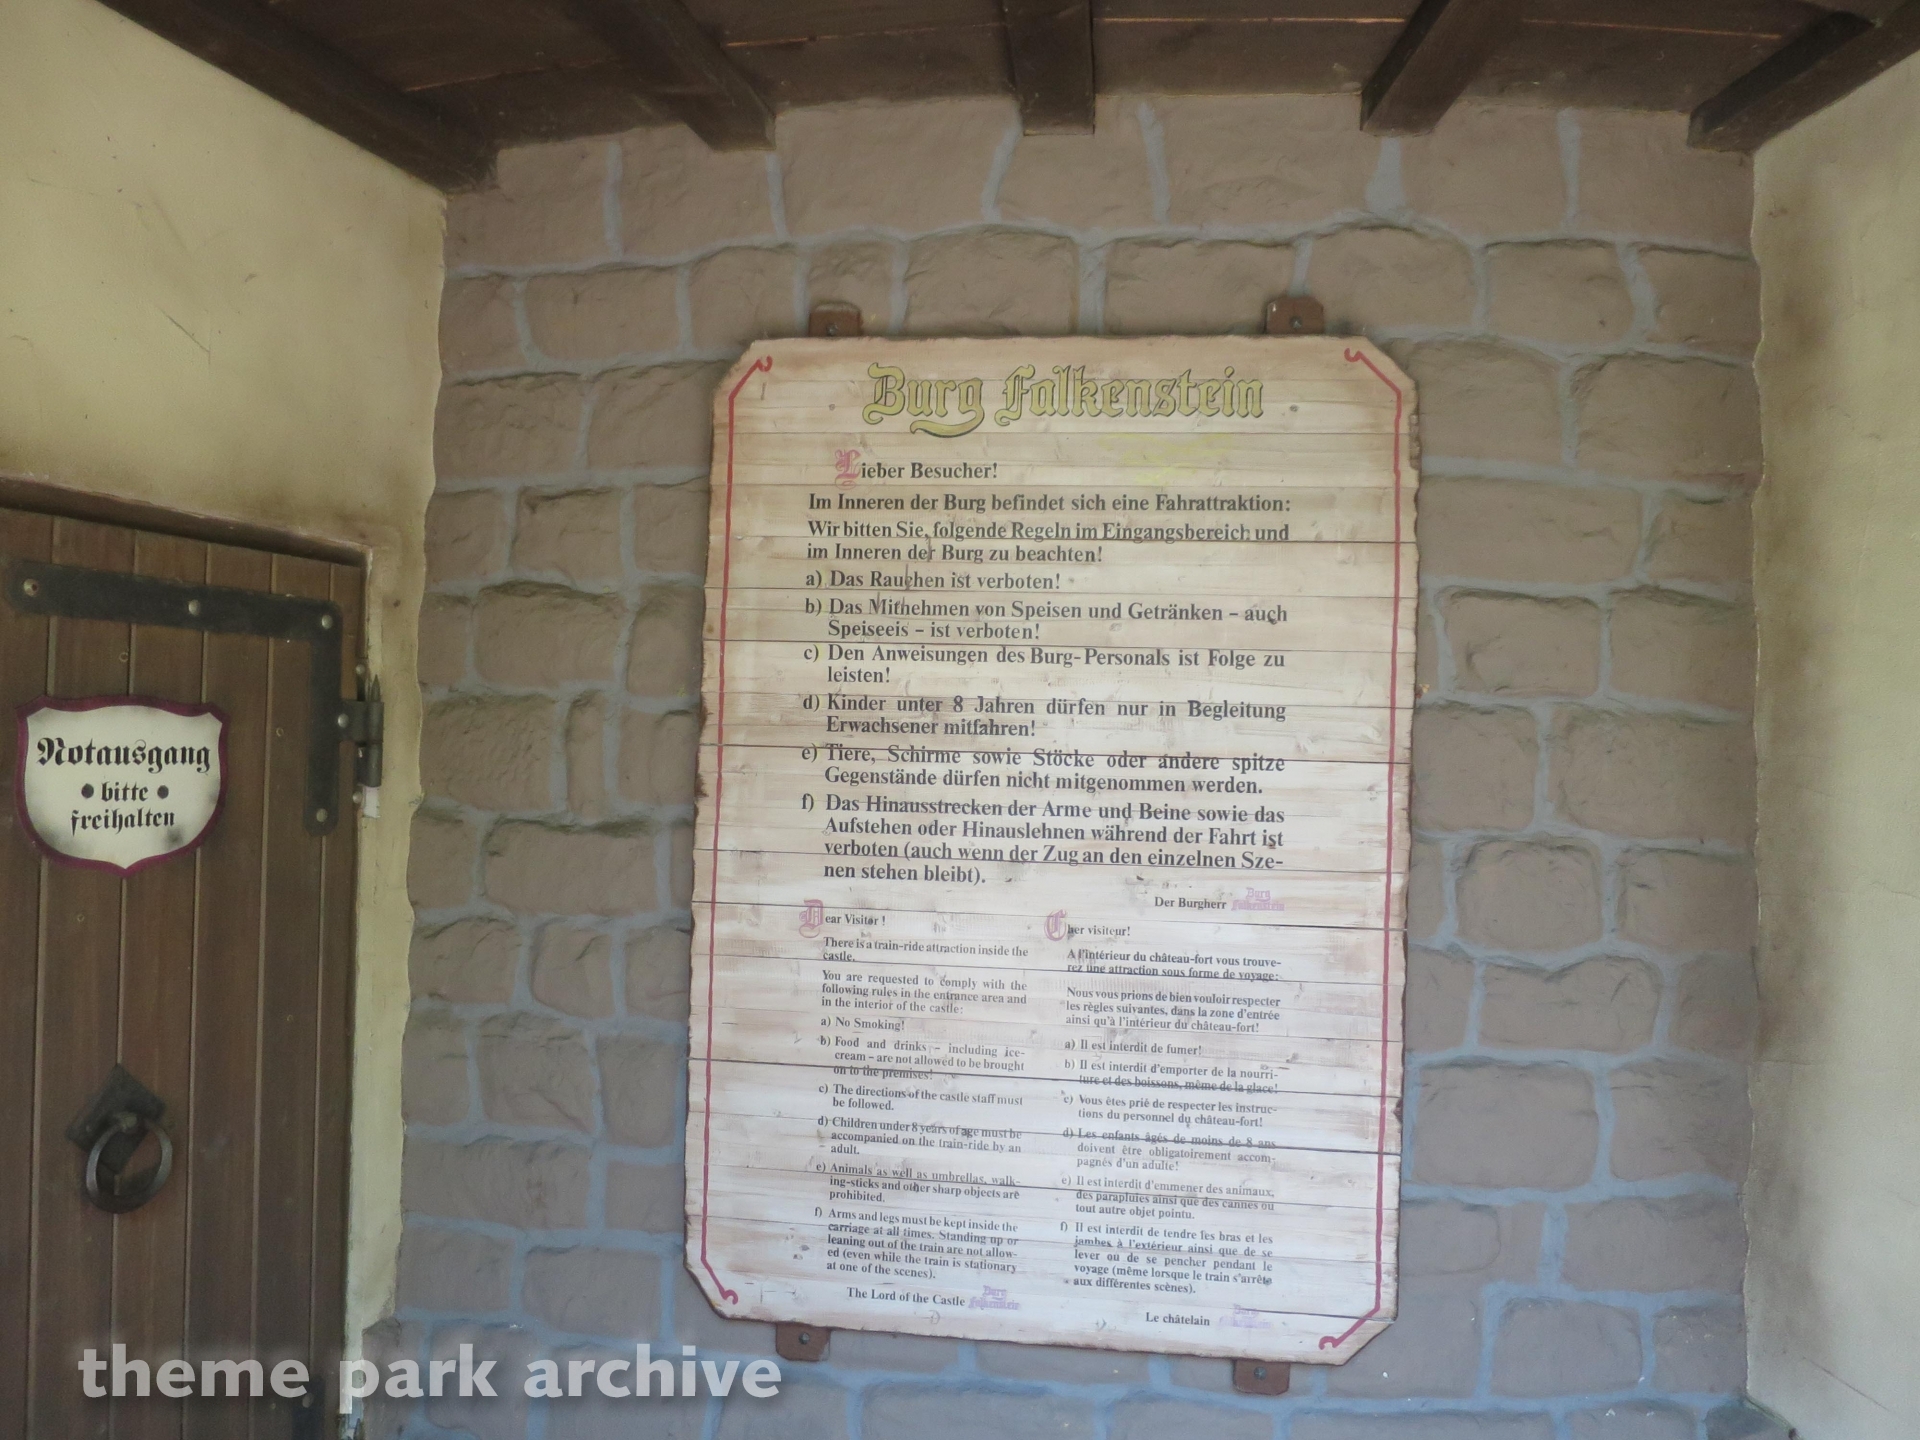 Burg Falkenstein
Lieber Besucher!
Im Inneren der Burg befindet sich eine Fahrattraktion:
Wir bitten Sie, folgende Regeln im Eingangsbereich und
im Inneren der Burg zu beachten!
a) Das Rauchen ist verboten!
b) Das Mitnehmen von Speisen und Getränken – auch
Speiseeis – ist verboten!
c) Den Anweisungen des Burg-Personals ist Folge zu
leisten!
d) Kinder unter 8 Jahren dürfen nur in Begleitung
Erwachsener mitfahren!
e) Tiere, Schirme sowie Stöcke oder andere spitze
Gegenstände dürfen nicht mitgenommen werden.
f) Das Hinausstrecken der Arme und Beine sowie das
Aufstehen oder Hinauslehnen während der Fahrt ist
verboten (auch wenn der Zug an den einzelnen Sze-
nen stehen bleibt).
Der Burgherr Burg
Falkenstein
Dear Visitor !
There is a train-ride attraction inside the
castle.
You are requested to comply with the
following rules in the entrance area and
in the interior of the castle:
a) No Smoking!
b) Food and drinks – including ice-
cream – are not allowed to be brought
on to the premises!
c) The directions of the castle staff must
be followed.
d) Children under 8 years of age must be
accompanied on the train-ride by an
adult.
e) Animals as well as umbrellas, walk-
ing-sticks and other sharp objects are
prohibited.
f) Arms and legs must be kept inside the
carriage at all times. Standing up or
leaning out of the train are not allow-
ed (even while the train is stationary
at one of the scenes).
The Lord of the Castle Burg
Falkenstein
Cher visiteur!
A l'intérieur du château-fort vous trouve-
rez une attraction sous forme de voyage:
Nous vous prions de bien vouloir respecter
les règles suivantes, dans la zone d'entrée
ainsi qu'à l'intérieur du château-fort!
a) Il est interdit de fumer!
b) Il est interdit d'emporter de la nourri-
ture et des boissons, même de la glace!
c) Vous êtes prié de respecter les instruc-
tions du personnel du château-fort!
d) Les enfants âgés de moins de 8 ans
doivent être obligatoirement accom-
pagnés d'un adulte!
e) Il est interdit d'emmener des animaux,
des parapluies ainsi que des cannes ou
tout autre objet pointu.
f) Il est interdit de tendre les bras et les
jambes à l'extérieur ainsi que de se
lever ou de se pencher pendant le
voyage (même lorsque le train s'arrête
aux différentes scènes).
Le châtelain Burg
Falkenstein
Notausgang
• bitte •
freihalten
theme park archive